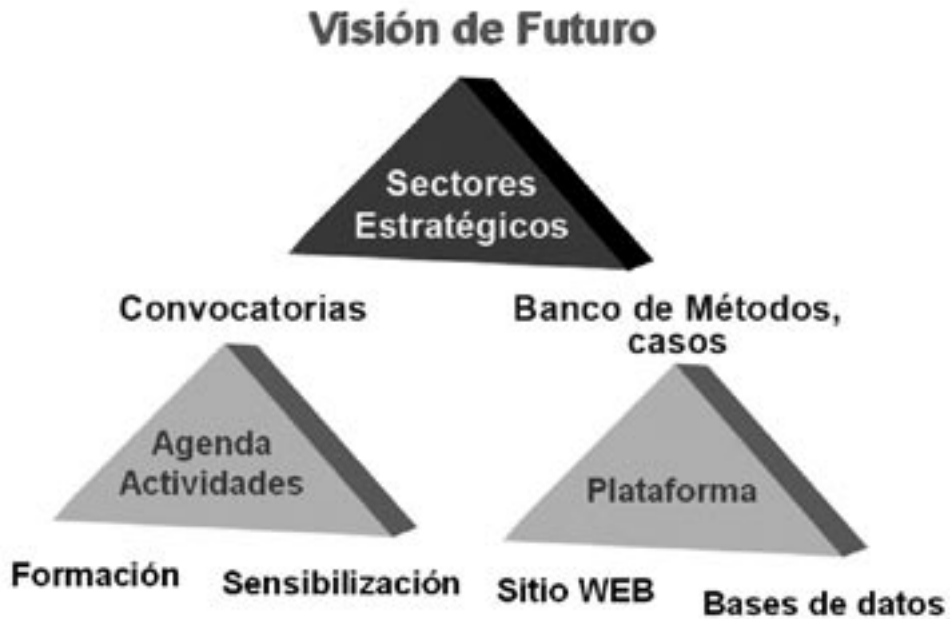 Visión de Futuro
Sectores
Estratégicos
Convocatorias
Banco de Métodos,
casos
Agenda
Actividades
Plataforma
Formación
Sensibilización
Sitio WEB
Bases de datos